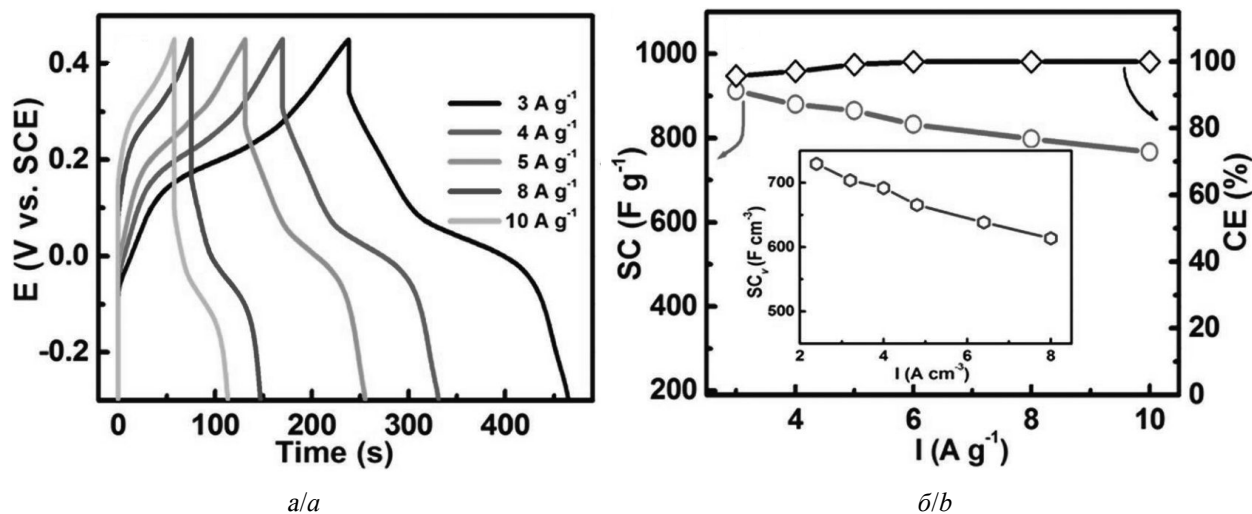 0.4
0.2
0.0
-0.2
E (V vs. SCE)
3 A g⁻¹
4 A g⁻¹
5 A g⁻¹
8 A g⁻¹
10 A g⁻¹
0
100
200
300
400
Time (s)
а/a
1000
800
600
400
200
SC (F g⁻¹)
100
80
60
40
20
0
CE (%)
700
600
500
SCᵥ (F cm⁻³)
2
4
6
8
I (A cm⁻³)
4
6
8
10
I (A g⁻¹)
б/b